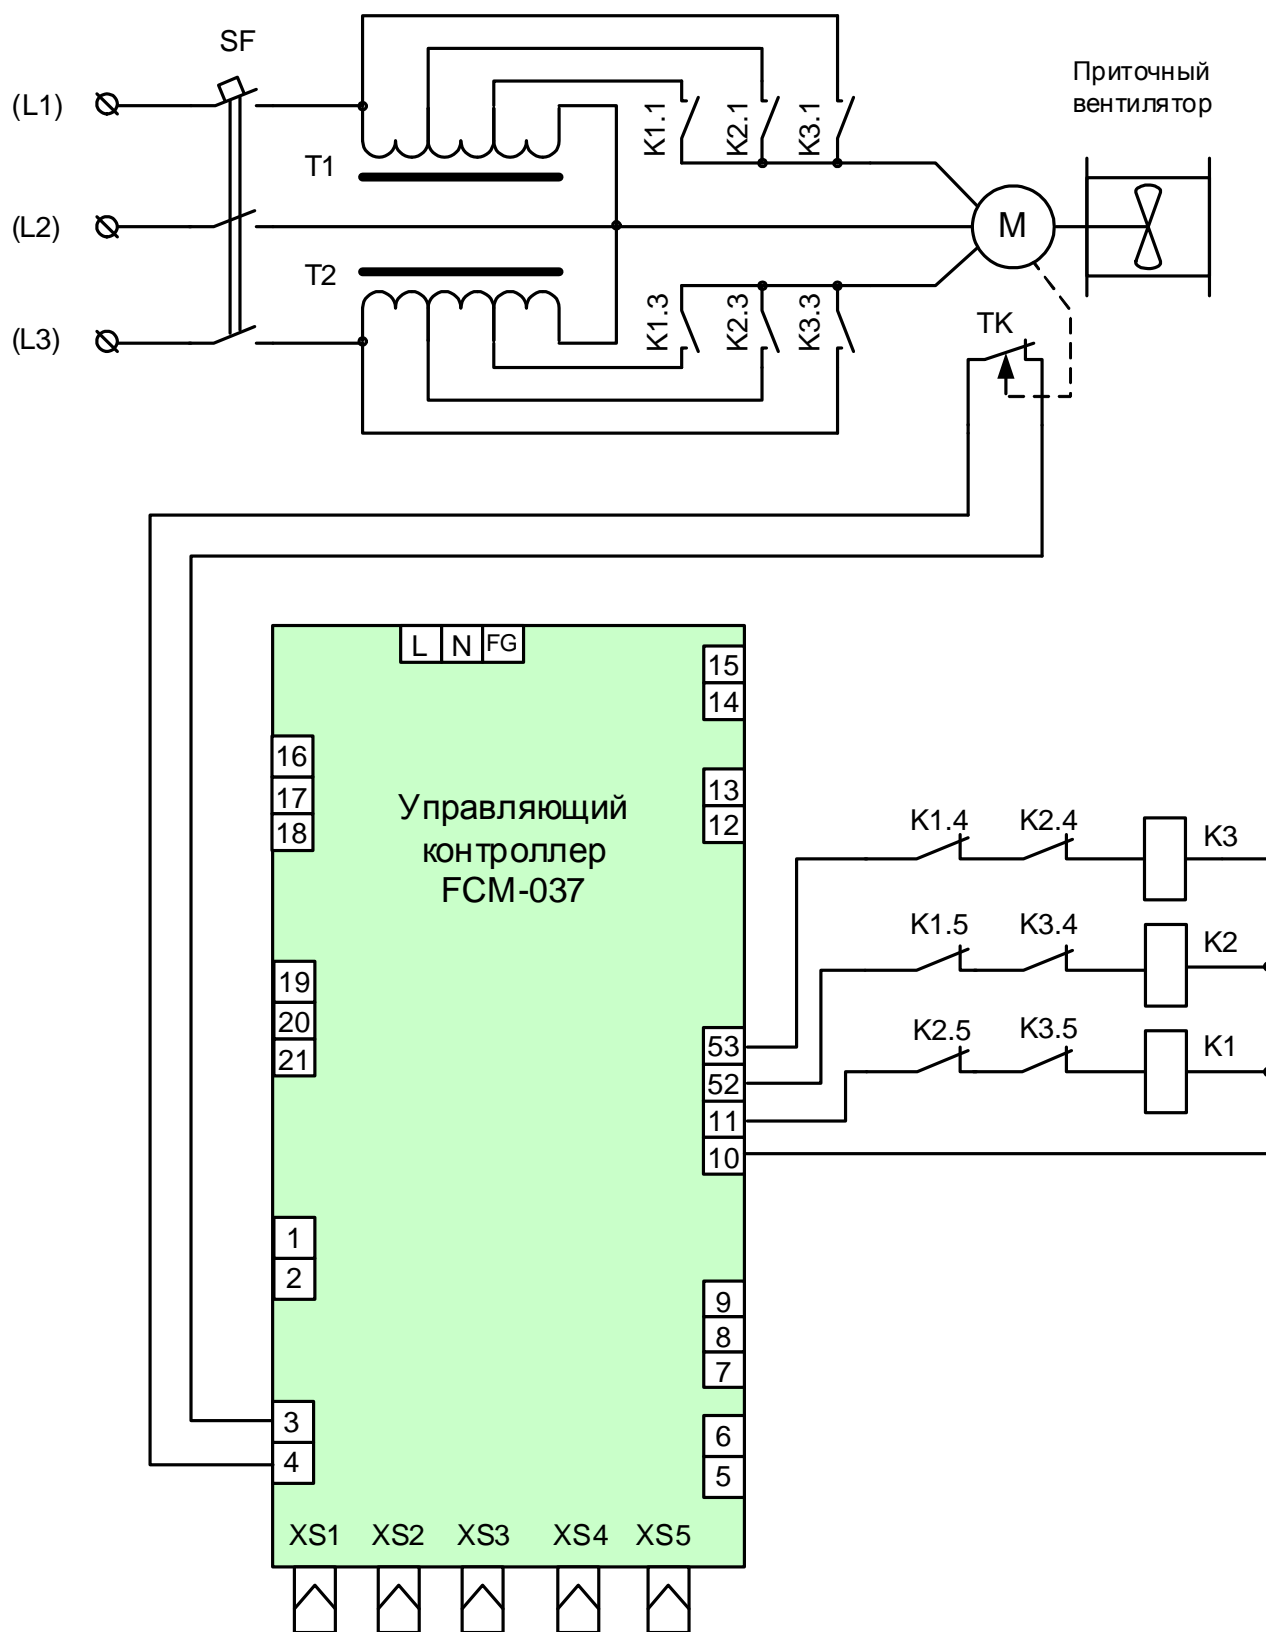 SF
(L1)
(L2)
(L3)
T1
T2
K1.1
K2.1
K3.1
K1.3
K2.3
K3.3
Приточный
вентилятор
M
TK
L N FG
15
14
16
17
18
13
12
Управляющий
контроллер
FCM-037
19
20
21
53
52
11
10
K1.4 K2.4 K3
K1.5 K3.4 K2
K2.5 K3.5 K1
1
2
9
8
7
3
4
6
5
XS1 XS2 XS3 XS4 XS5